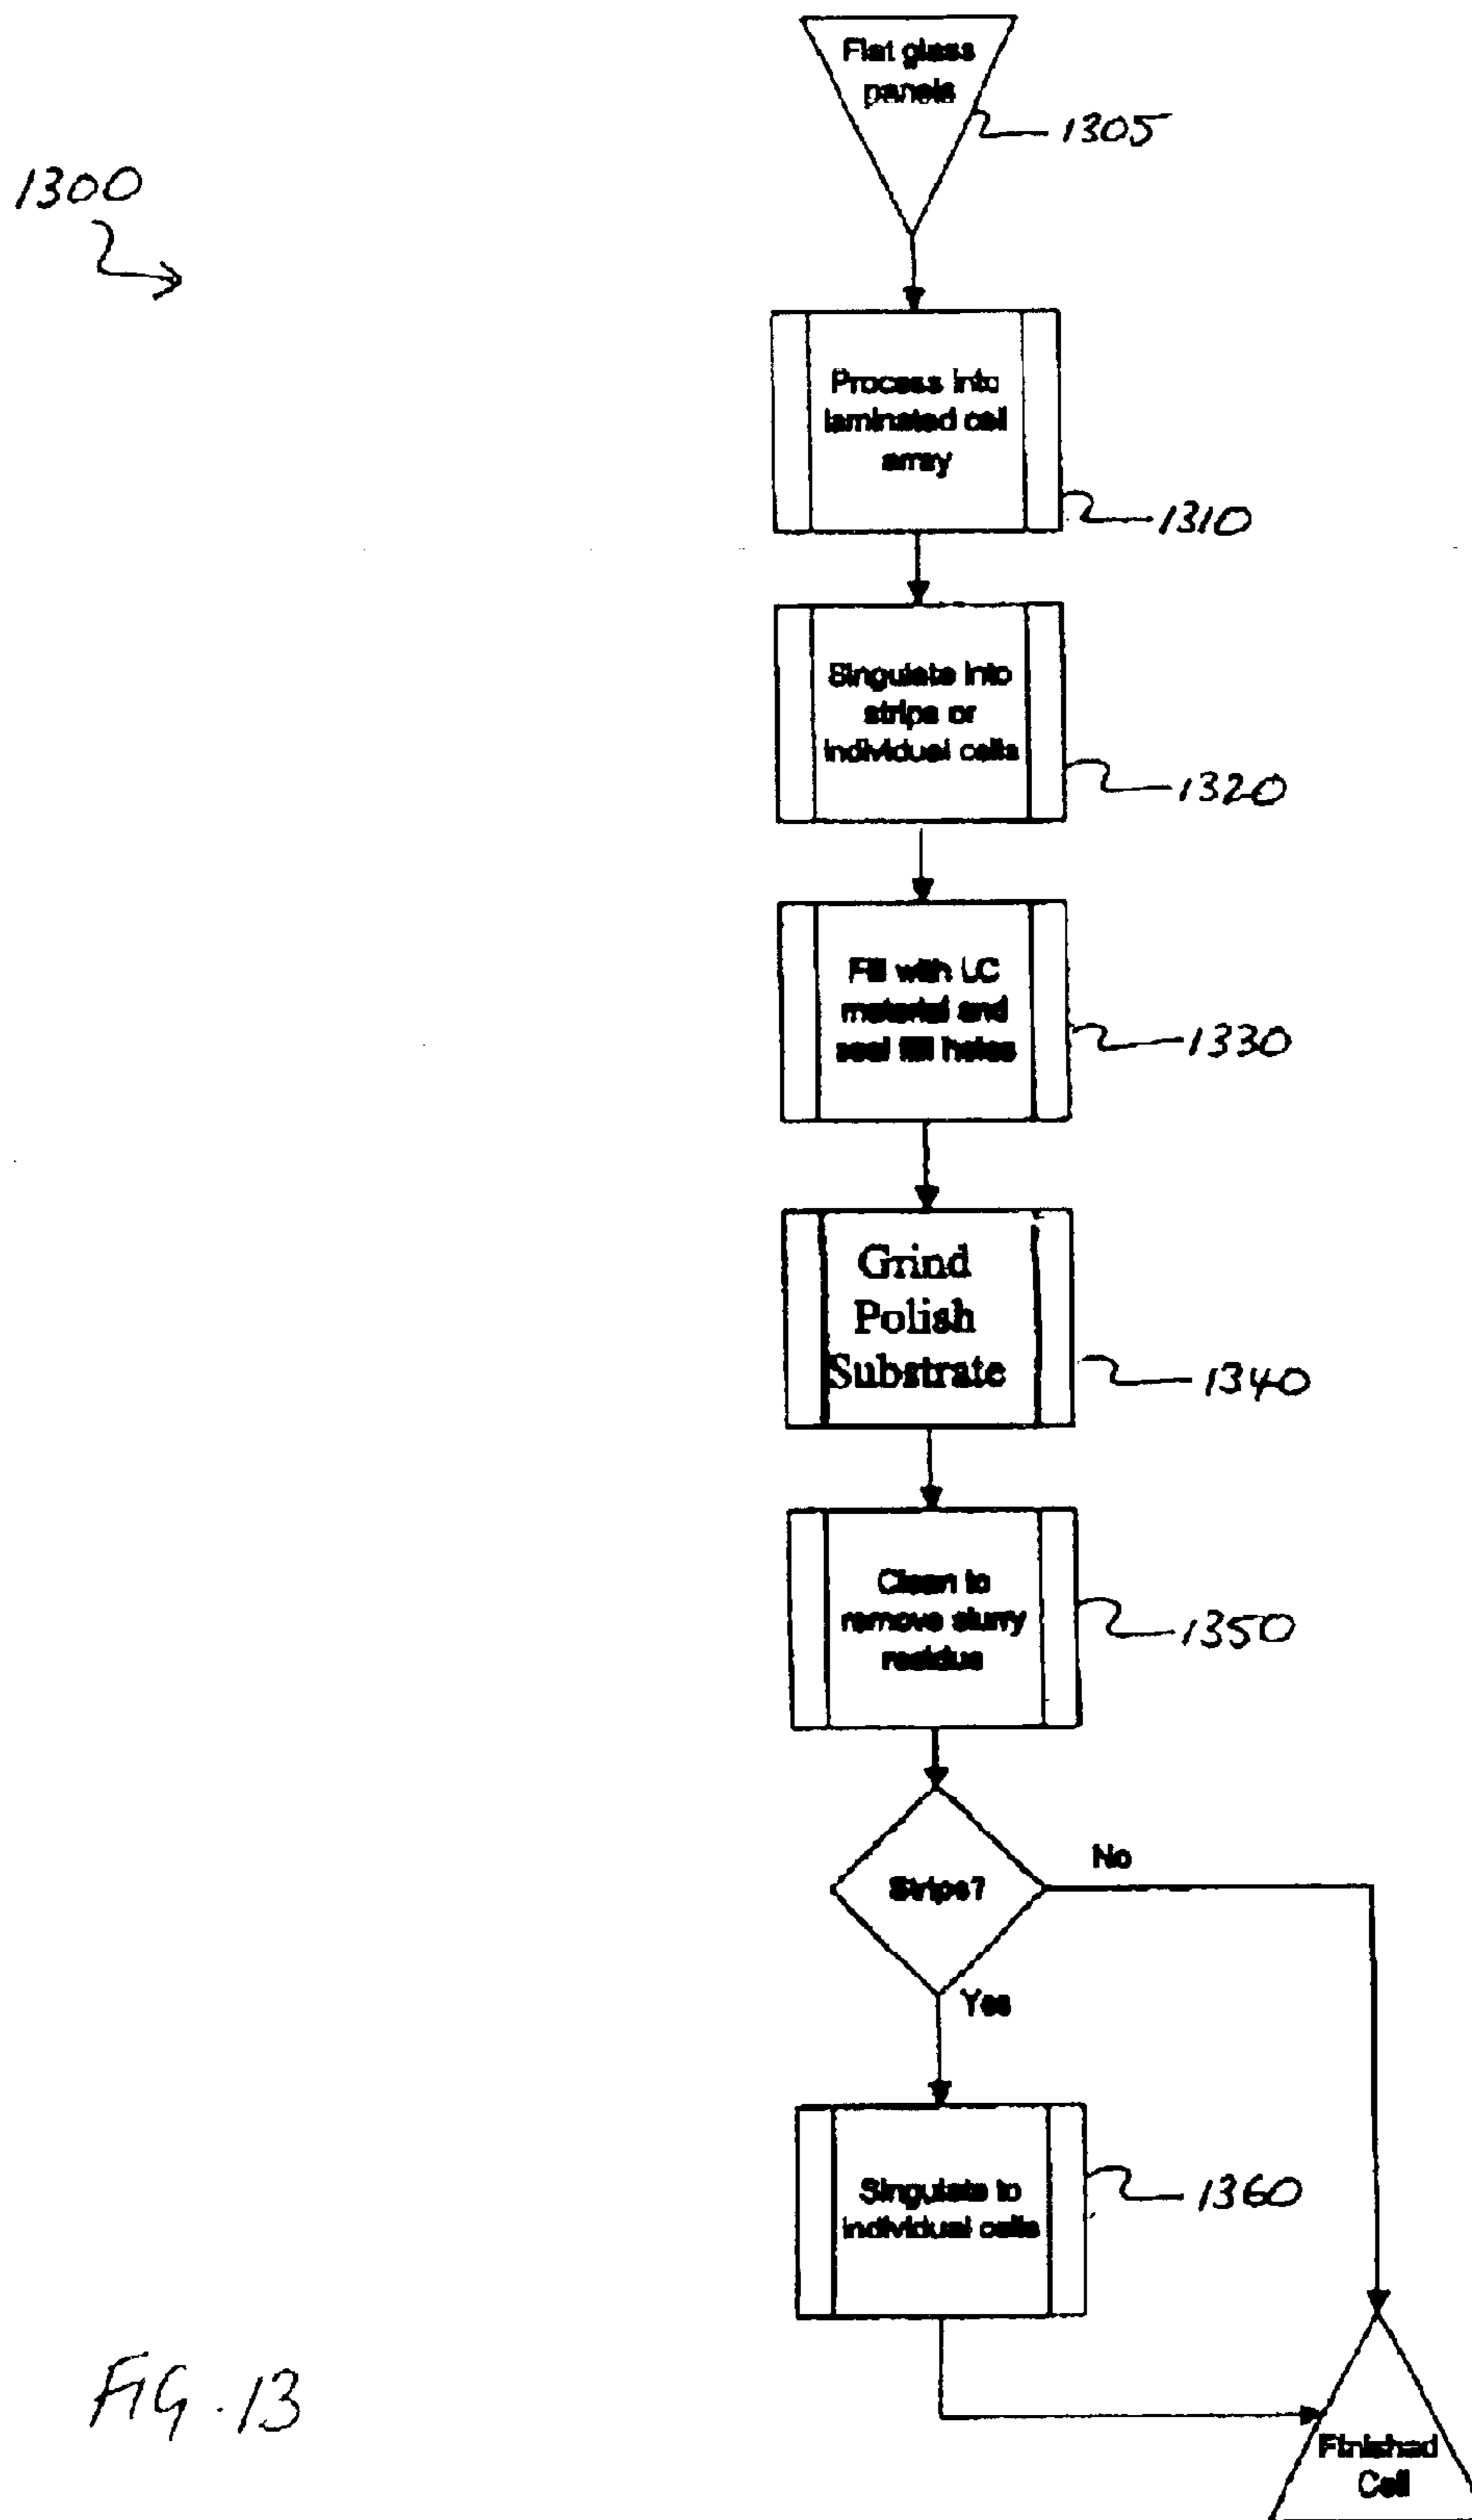 Flat glass
panels
1305
1300
Process into
laminated cell
array
1310
Singulate into
strips or
individual cells
1320
Fill with LC
material and
seal fill holes
1330
Grind
Polish
Substrate
1340
Clean to
remove slurry
residue
1350
Strips?
No
Yes
Singulate to
individual cells
1360
Finished
Cell
FIG. 13